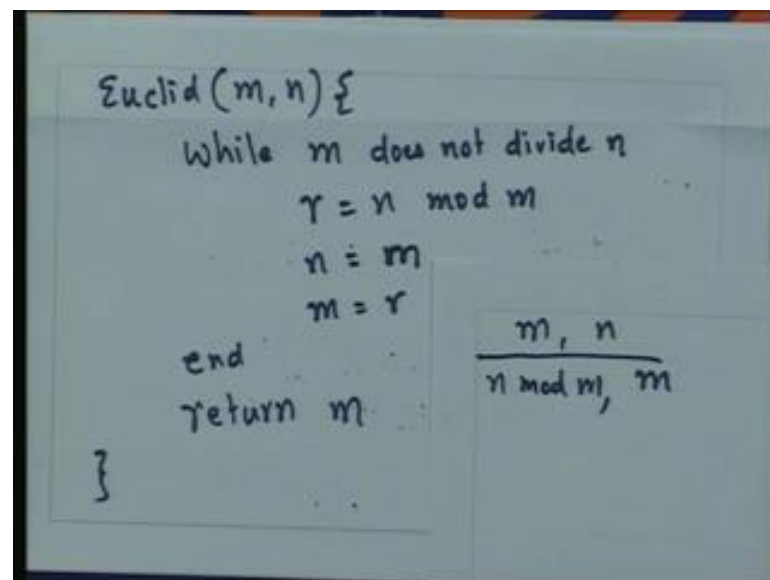 Euclid (m, n) {
While m does not divide n
r = n mod m
n = m
m = r
end
return m
}
m, n
n mod m, m